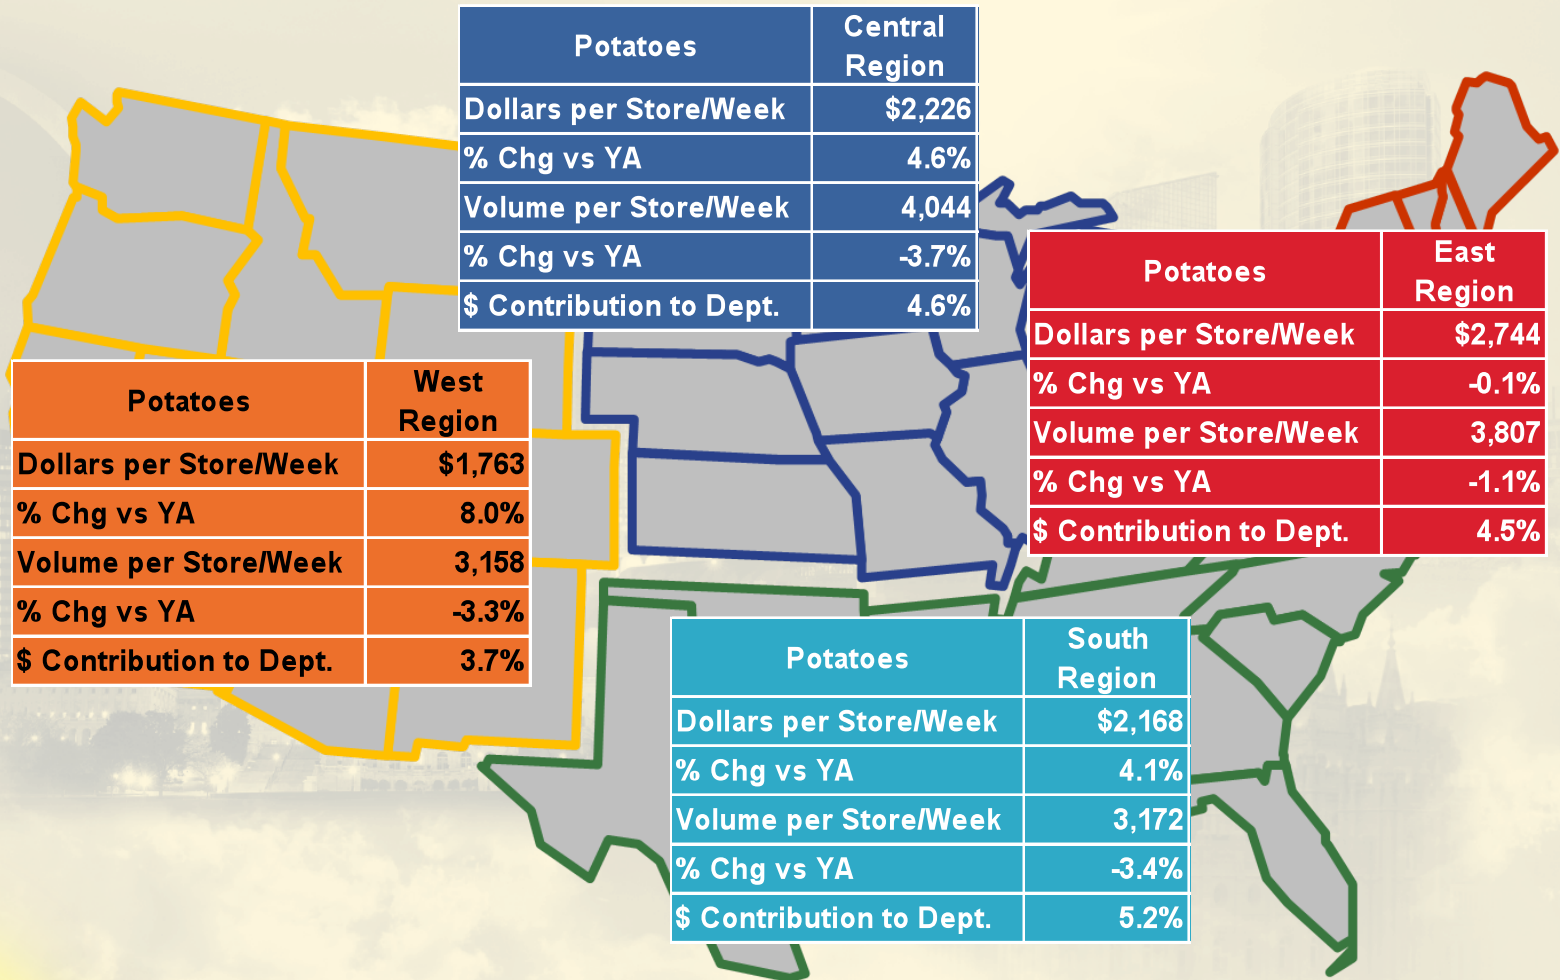 Potatoes Central Region
Dollars per Store/Week $2,226
% Chg vs YA 4.6%
Volume per Store/Week 4,044
% Chg vs YA -3.7%
$ Contribution to Dept. 4.6%
Potatoes East Region
Dollars per Store/Week $2,744
% Chg vs YA -0.1%
Volume per Store/Week 3,807
% Chg vs YA -1.1%
$ Contribution to Dept. 4.5%
Potatoes West Region
Dollars per Store/Week $1,763
% Chg vs YA 8.0%
Volume per Store/Week 3,158
% Chg vs YA -3.3%
$ Contribution to Dept. 3.7%
Potatoes South Region
Dollars per Store/Week $2,168
% Chg vs YA 4.1%
Volume per Store/Week 3,172
% Chg vs YA -3.4%
$ Contribution to Dept. 5.2%